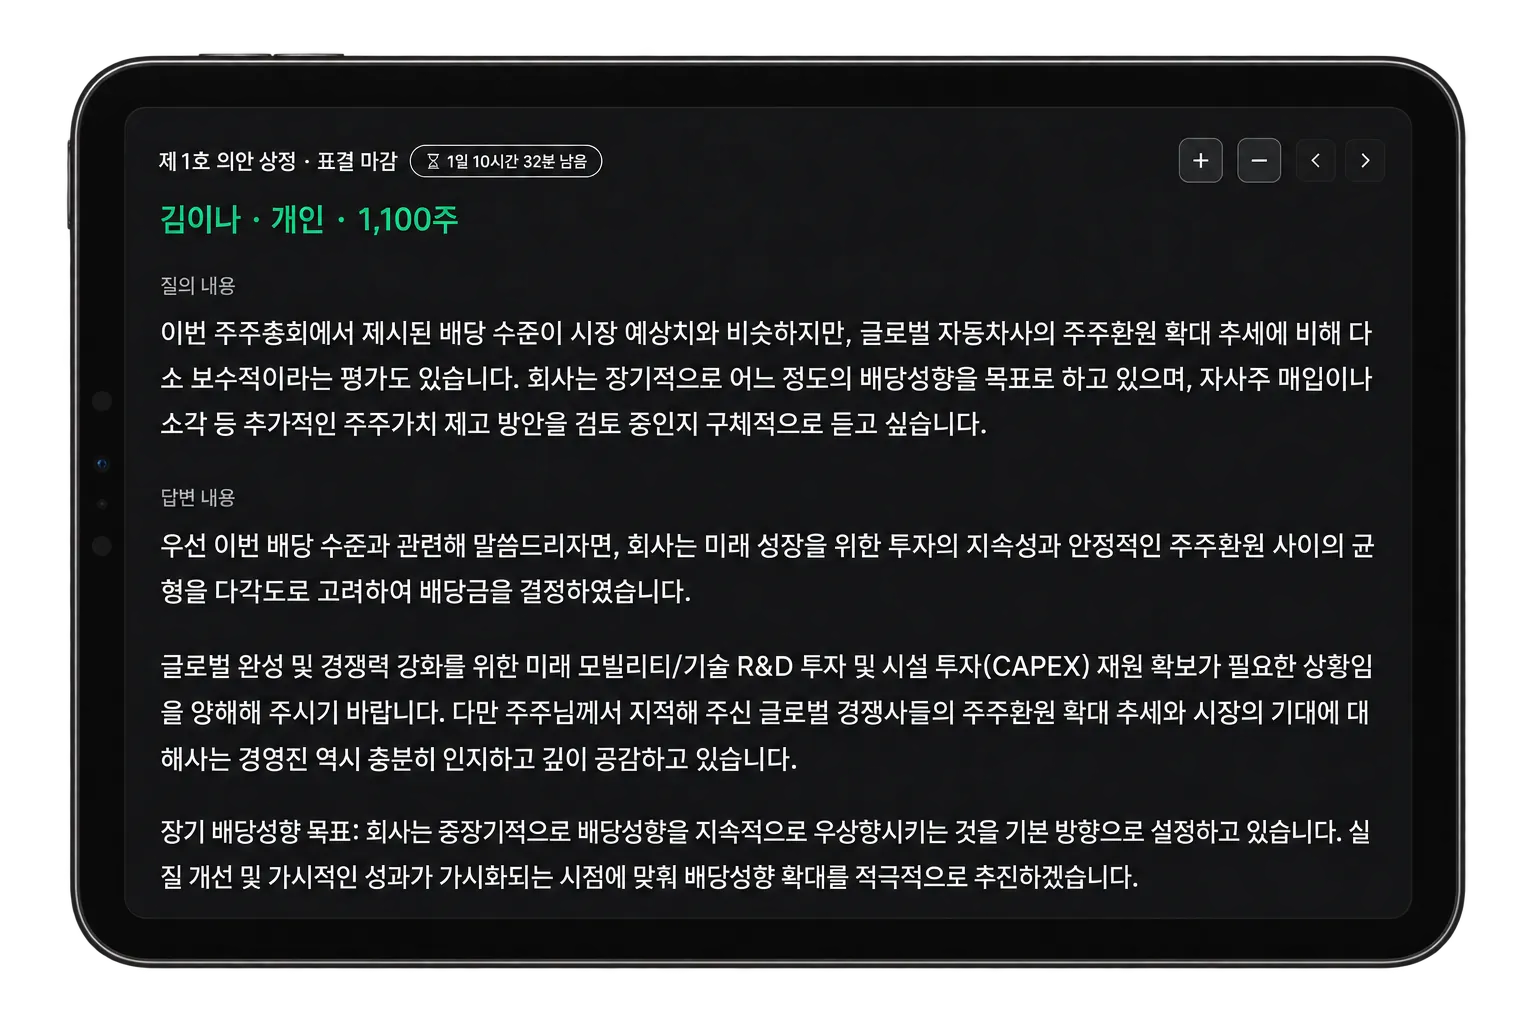 제 1호 의안 상정 · 표결 마감 1일 10시간 32분 남음
김이나 · 개인 · 1,100주
질의 내용
이번 주주총회에서 제시된 배당 수준이 시장 예상치와 비슷하지만, 글로벌 자동차사의 주주환원 확대 추세에 비해 다
소 보수적이라는 평가도 있습니다. 회사는 장기적으로 어느 정도의 배당성향을 목표로 하고 있으며, 자사주 매입이나
소각 등 추가적인 주주가치 제고 방안을 검토 중인지 구체적으로 듣고 싶습니다.
답변 내용
우선 이번 배당 수준과 관련해 말씀드리자면, 회사는 미래 성장을 위한 투자의 지속성과 안정적인 주주환원 사이의 균
형을 다각도로 고려하여 배당금을 결정하였습니다.
글로벌 완성 및 경쟁력 강화를 위한 미래 모빌리티/기술 R&D 투자 및 시설 투자(CAPEX) 재원 확보가 필요한 상황임
을 양해해 주시기 바랍니다. 다만 주주님께서 지적해 주신 글로벌 경쟁사들의 주주환원 확대 추세와 시장의 기대에 대
해사는 경영진 역시 충분히 인지하고 깊이 공감하고 있습니다.
장기 배당성향 목표: 회사는 중장기적으로 배당성향을 지속적으로 우상향시키는 것을 기본 방향으로 설정하고 있습니다. 실
질 개선 및 가시적인 성과가 가시화되는 시점에 맞춰 배당성향 확대를 적극적으로 추진하겠습니다.